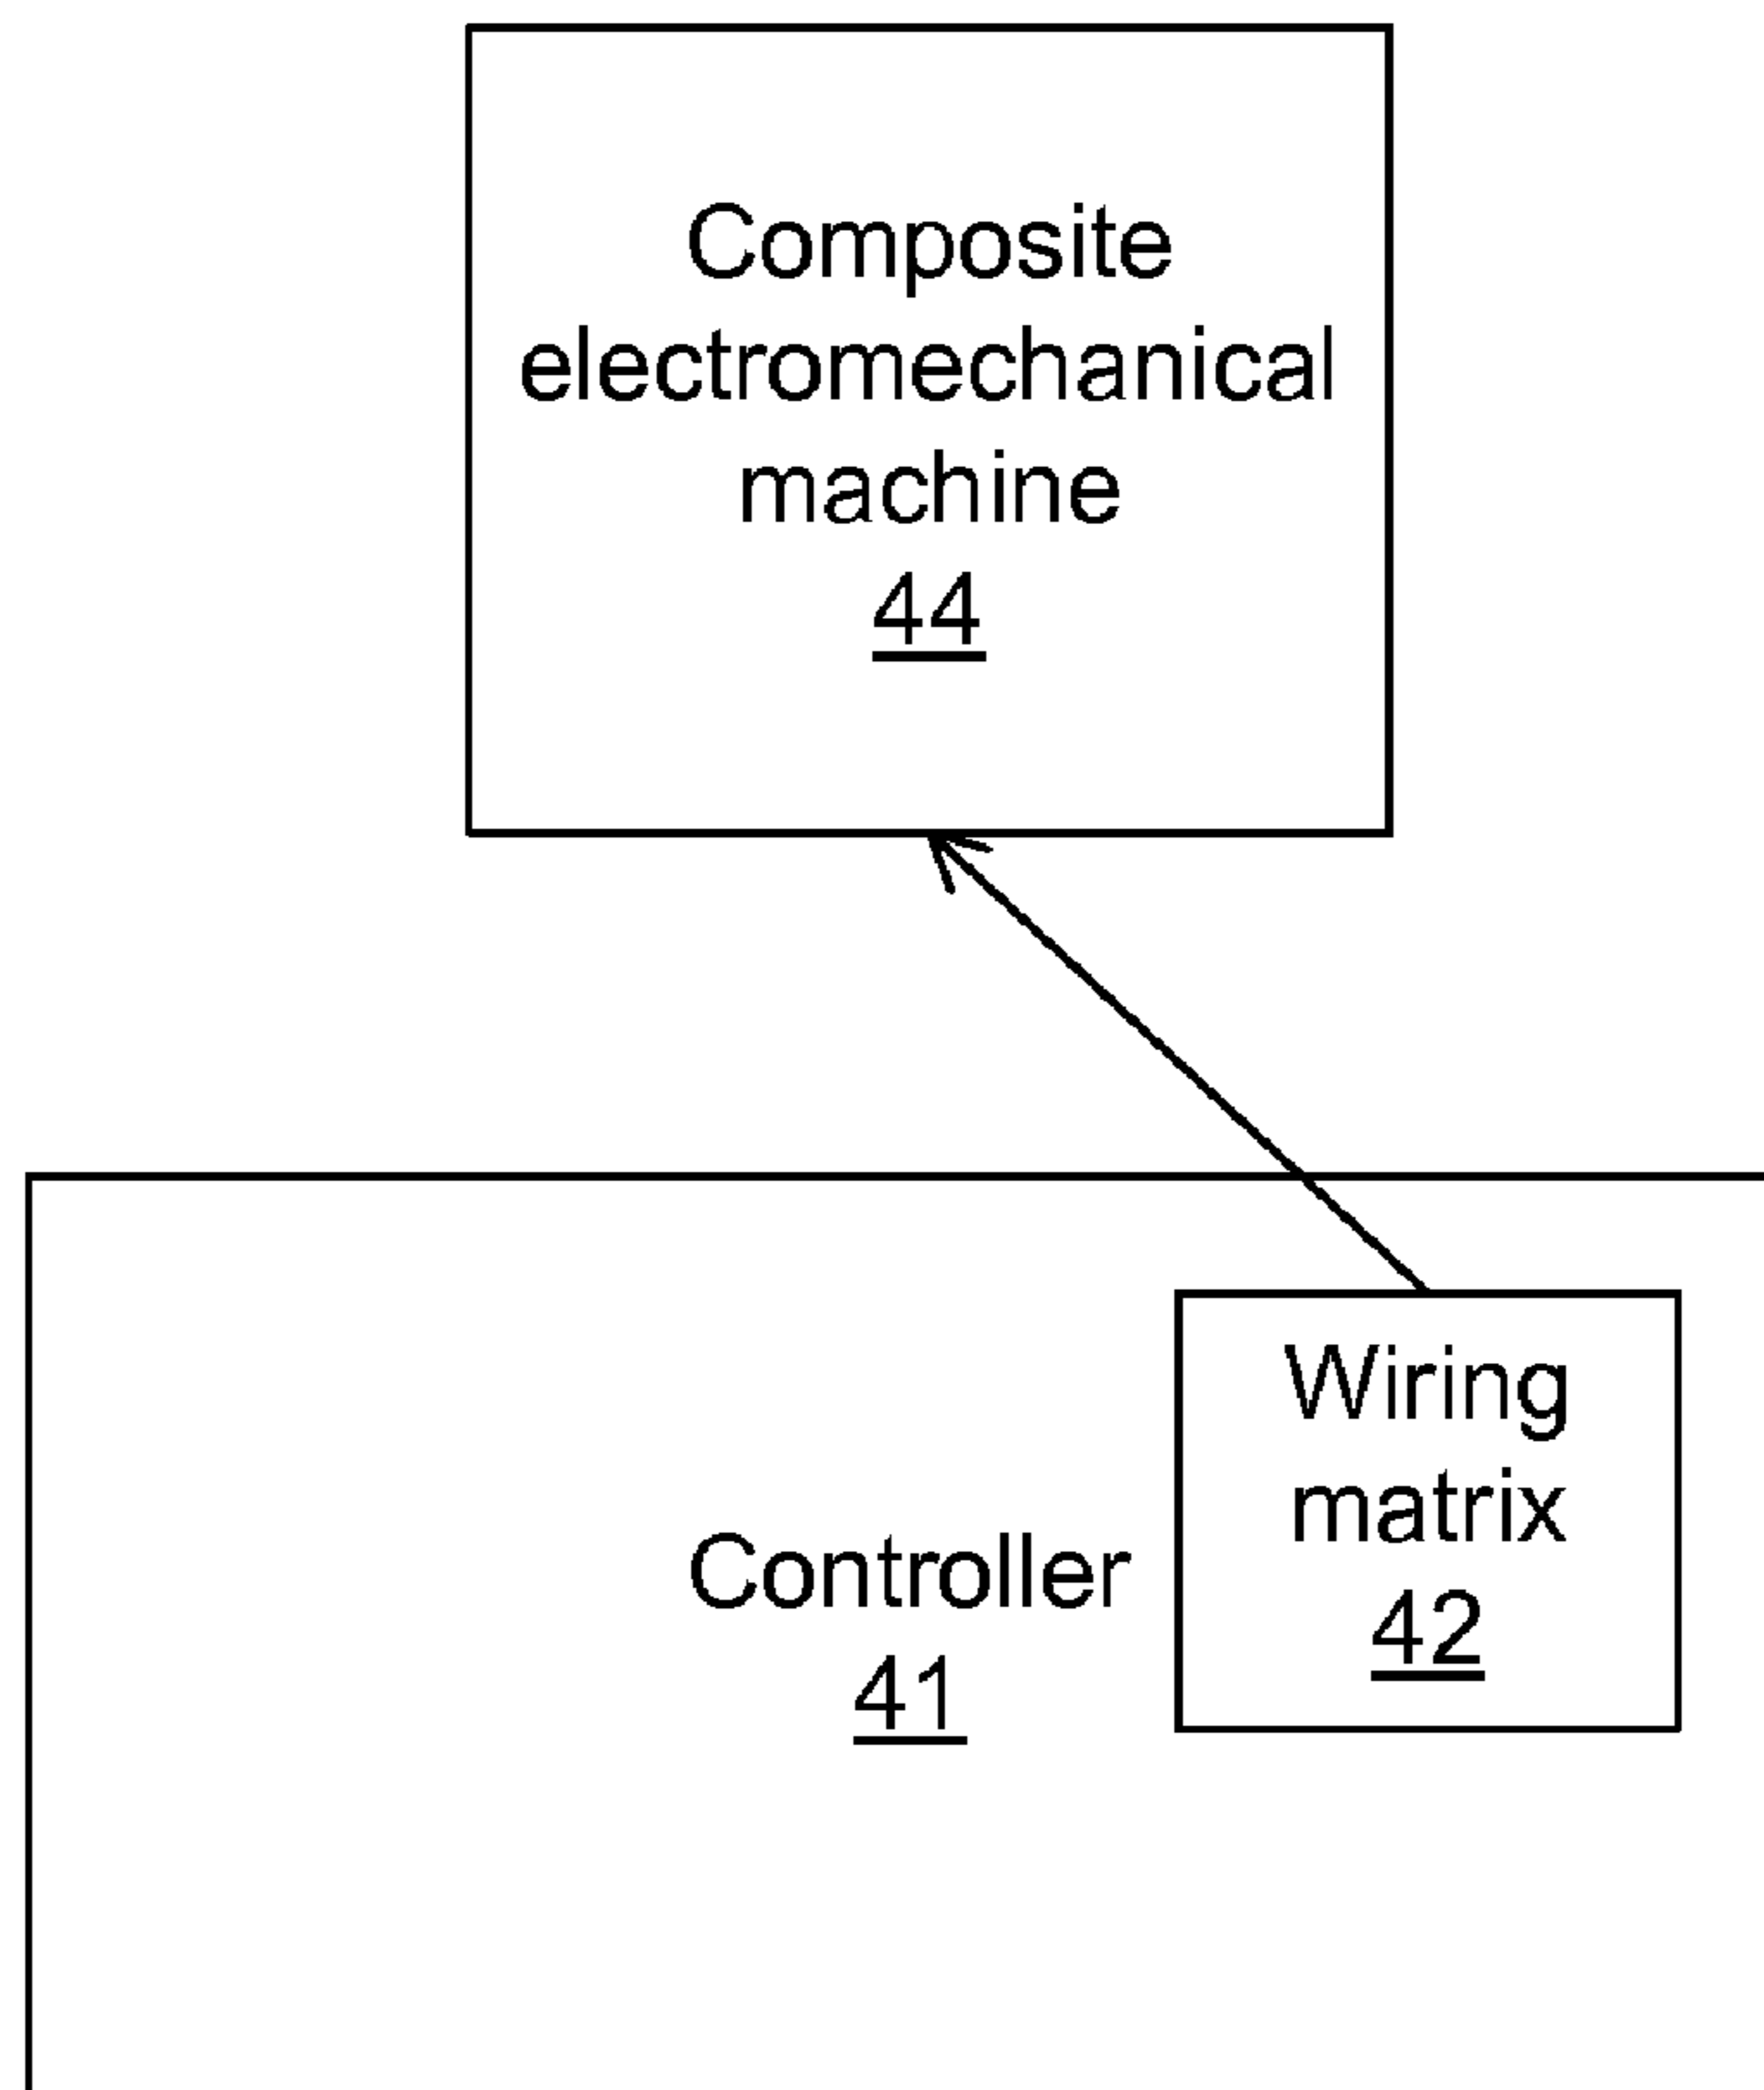 Composite
electromechanical
machine
44
Wiring
matrix
42
Controller
41